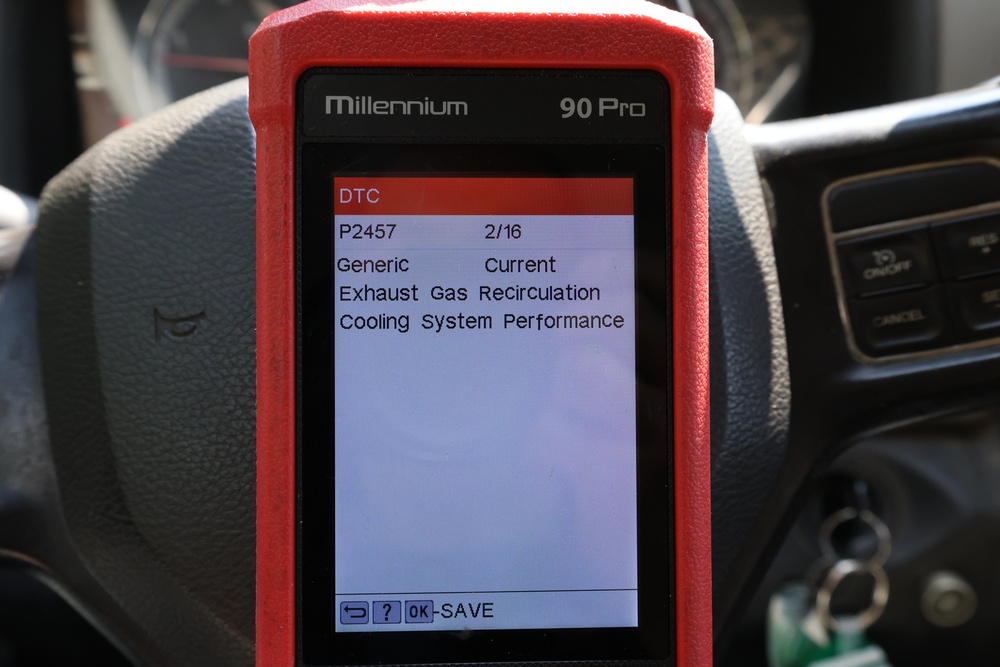 Millennium 90 Pro
DTC
P2457 2/16
Generic Current
Exhaust Gas Recirculation
Cooling System Performance
? OK-SAVE
RES
ON/OFF
CANCEL